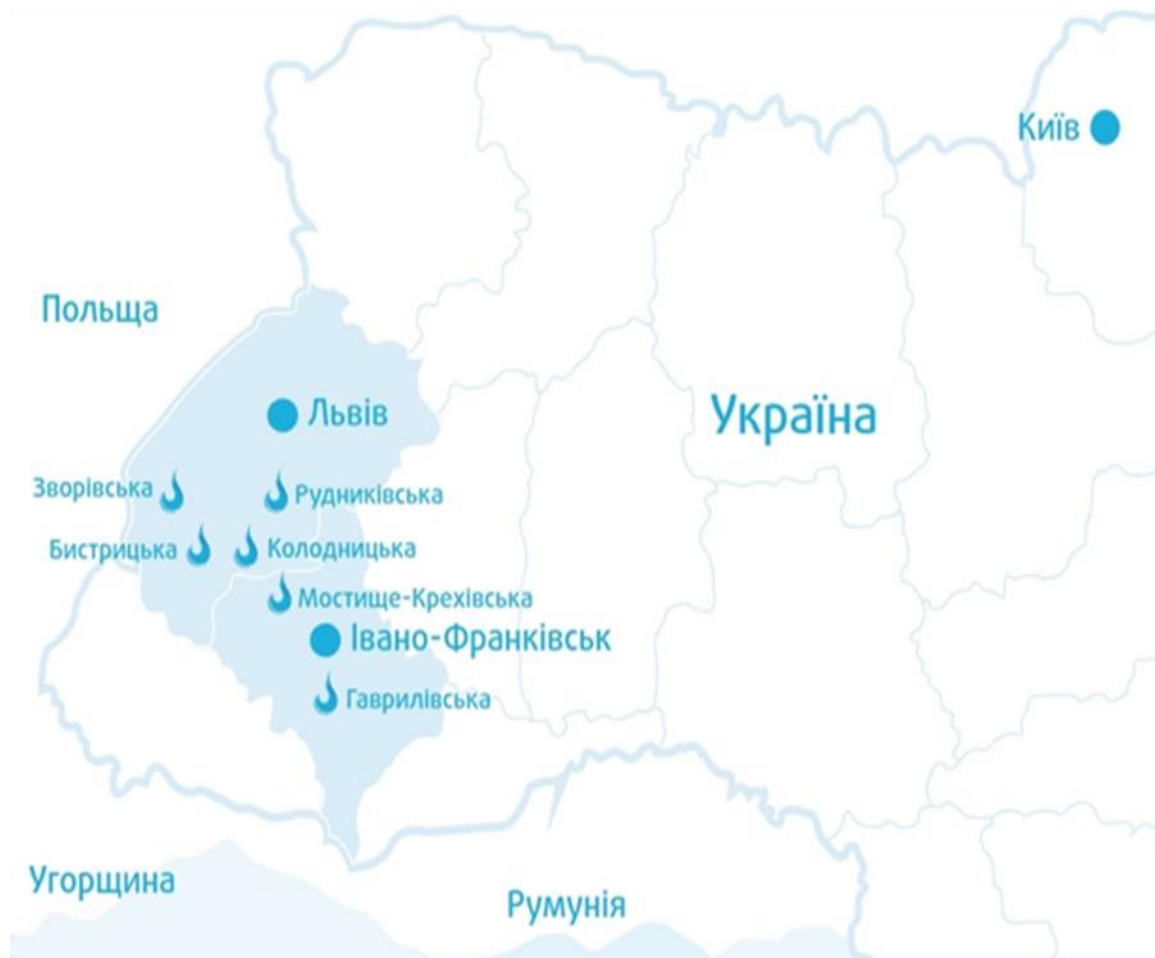 Київ
Польща
Львів
Україна
Зворівська
Рудниківська
Бистрицька
Колодницька
Мостище-Крехівська
Івано-Франківськ
Гаврилівська
Угорщина
Румунія